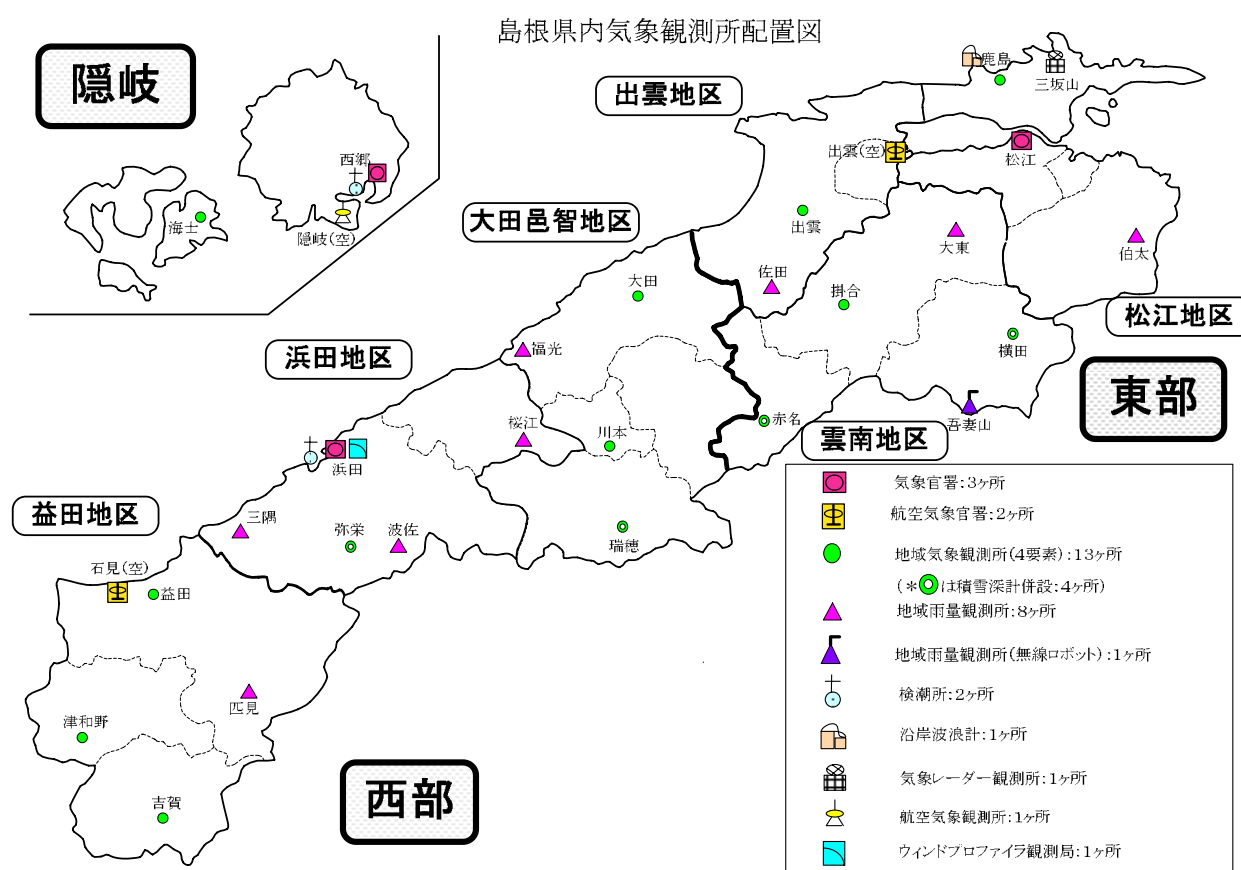 島根県内気象観測所配置図
隠岐
西郷
海士
隠岐(空)
出雲地区
鹿島
三坂山
出雲(空)
松江
大田邑智地区
出雲
大東
伯太
佐田
掛合
大田
松江地区
横田
福光
浜田地区
東部
赤名
吾妻山
桜江
川本
雲南地区
浜田
益田地区
三隅
弥栄
波佐
瑞穂
石見(空)
益田
匹見
津和野
吉賀
西部
気象官署:3ヶ所
航空気象官署:2ヶ所
地域気象観測所(4要素):13ヶ所
(*は積雪深計併設:4ヶ所)
地域雨量観測所:8ヶ所
地域雨量観測所(無線ロボット):1ヶ所
検潮所:2ヶ所
沿岸波浪計:1ヶ所
気象レーダー観測所:1ヶ所
航空気象観測所:1ヶ所
ウィンドプロファイラ観測局:1ヶ所